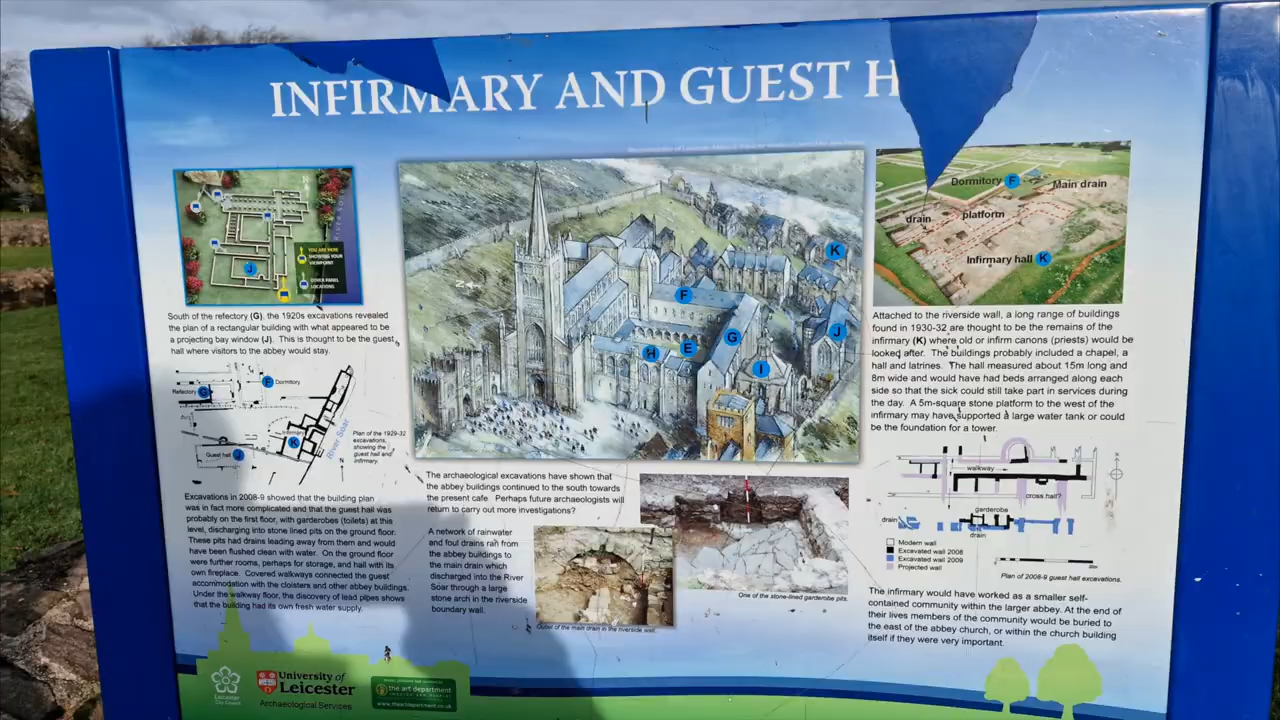 INFIRMARY AND GUEST H
YOU ARE HERE
SHOWING YOUR
VIEWPOINT
OTHER PANEL
LOCATIONS
J
South of the refectory (G), the 1920s excavations revealed
the plan of a rectangular building with what appeared to be
a projecting bay window (J). This is thought to be the guest
hall where visitors to the abbey would stay.
Refectory G
F Dormitory
Infirmary
K
Guest hall J
River Soar
Plan of the 1929-32
excavations,
showing the
guest hall and
infirmary.
Excavations in 2008-9 showed that the building plan
was in fact more complicated and that the guest hall was
probably on the first floor, with garderobes (toilets) at this
level, discharging into stone lined pits on the ground floor.
These pits had drains leading away from them and would
have been flushed clean with water. On the ground floor
were further rooms, perhaps for storage, and hall with its
own fireplace. Covered walkways connected the guest
accommodation with the cloisters and other abbey buildings.
Under the walkway floor, the discovery of lead pipes shows
that the building had its own fresh water supply.
Leicester
City Council
University of
Leicester
Archaeological Services
the art department
www.theartdepartment.co.uk
Z
K
F
J
G
E
H
I
The archaeological excavations have shown that
the abbey buildings continued to the south towards
the present cafe. Perhaps future archaeologists will
return to carry out more investigations?
A network of rainwater
and foul drains ran from
the abbey buildings to
the main drain which
discharged into the River
Soar through a large
stone arch in the riverside
boundary wall.
Outlet of the main drain in the riverside wall.
One of the stone-lined garderobe pits.
Dormitory F
Main drain
drain
platform
Infirmary hall K
Attached to the riverside wall, a long range of buildings
found in 1930-32 are thought to be the remains of the
infirmary (K) where old or infirm canons (priests) would be
looked after. The buildings probably included a chapel, a
hall and latrines. The hall measured about 15m long and
8m wide and would have had beds arranged along each
side so that the sick could still take part in services during
the day. A 5m-square stone platform to the west of the
infirmary may have supported a large water tank or could
be the foundation for a tower.
walkway
cross hall?
garderobe
drain
drain
Modern wall
Excavated wall 2008
Excavated wall 2009
Projected wall
Plan of 2008-9 guest hall excavations.
The infirmary would have worked as a smaller self-
contained community within the larger abbey. At the end of
their lives members of the community would be buried to
the east of the abbey church, or within the church building
itself if they were very important.